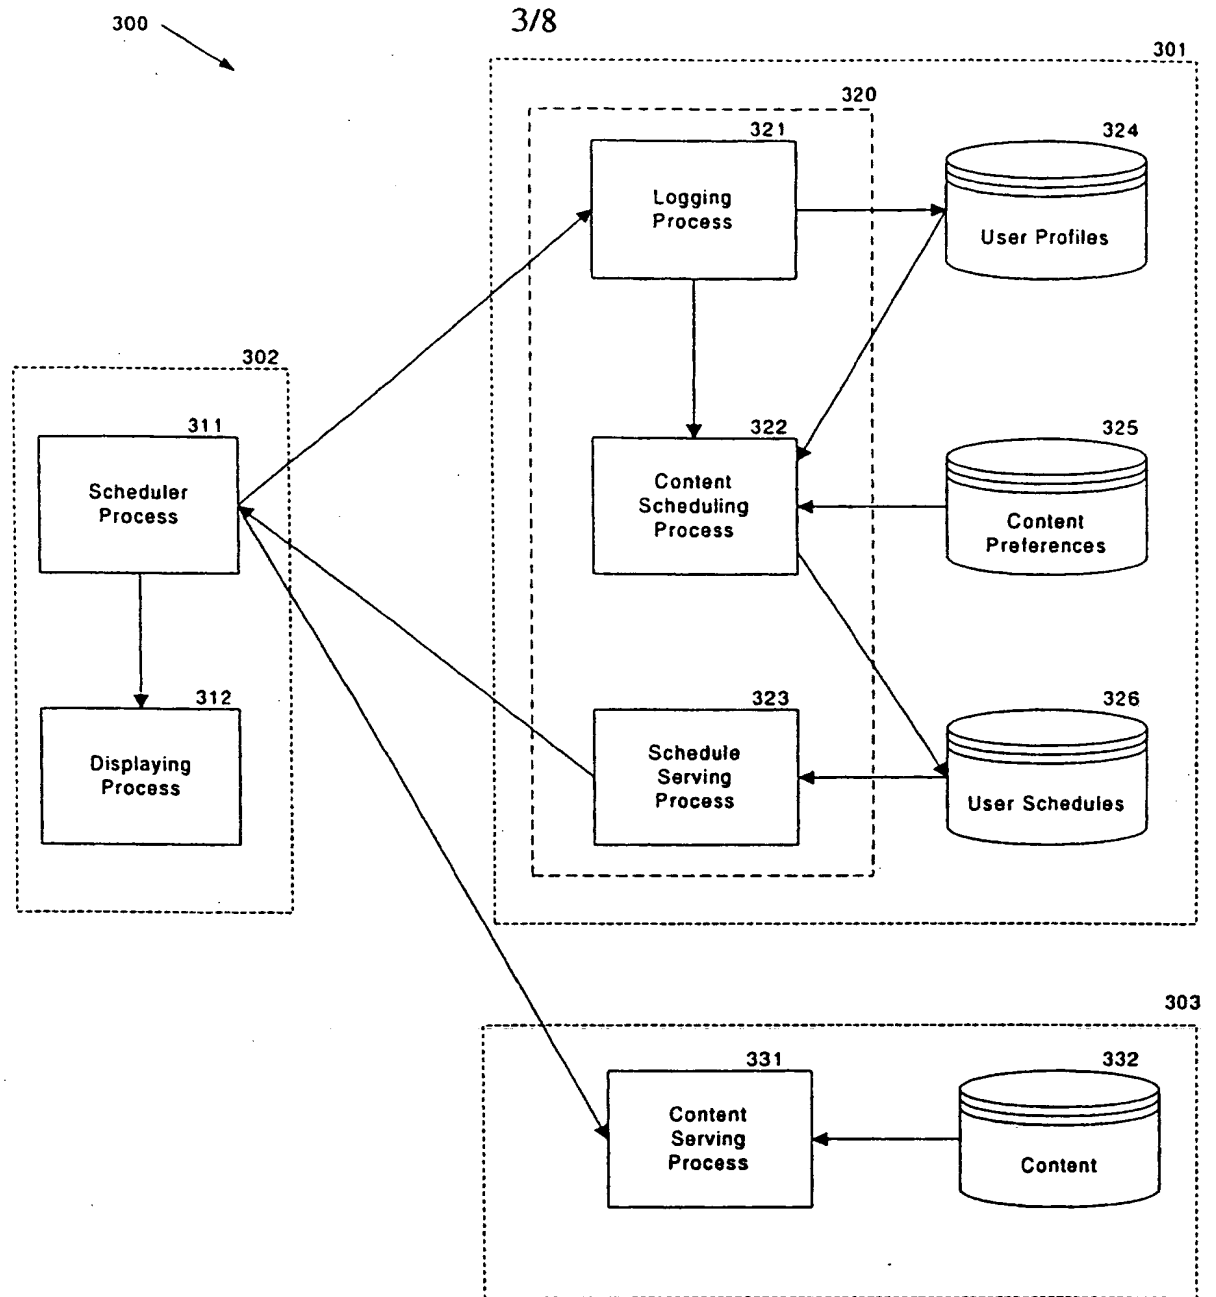 300
3/8
301
320
321
324
Logging
Process
User Profiles
302
311
322
325
Scheduler
Process
Content
Scheduling
Process
Content
Preferences
312
323
326
Displaying
Process
Schedule
Serving
Process
User Schedules
303
331
332
Content
Serving
Process
Content